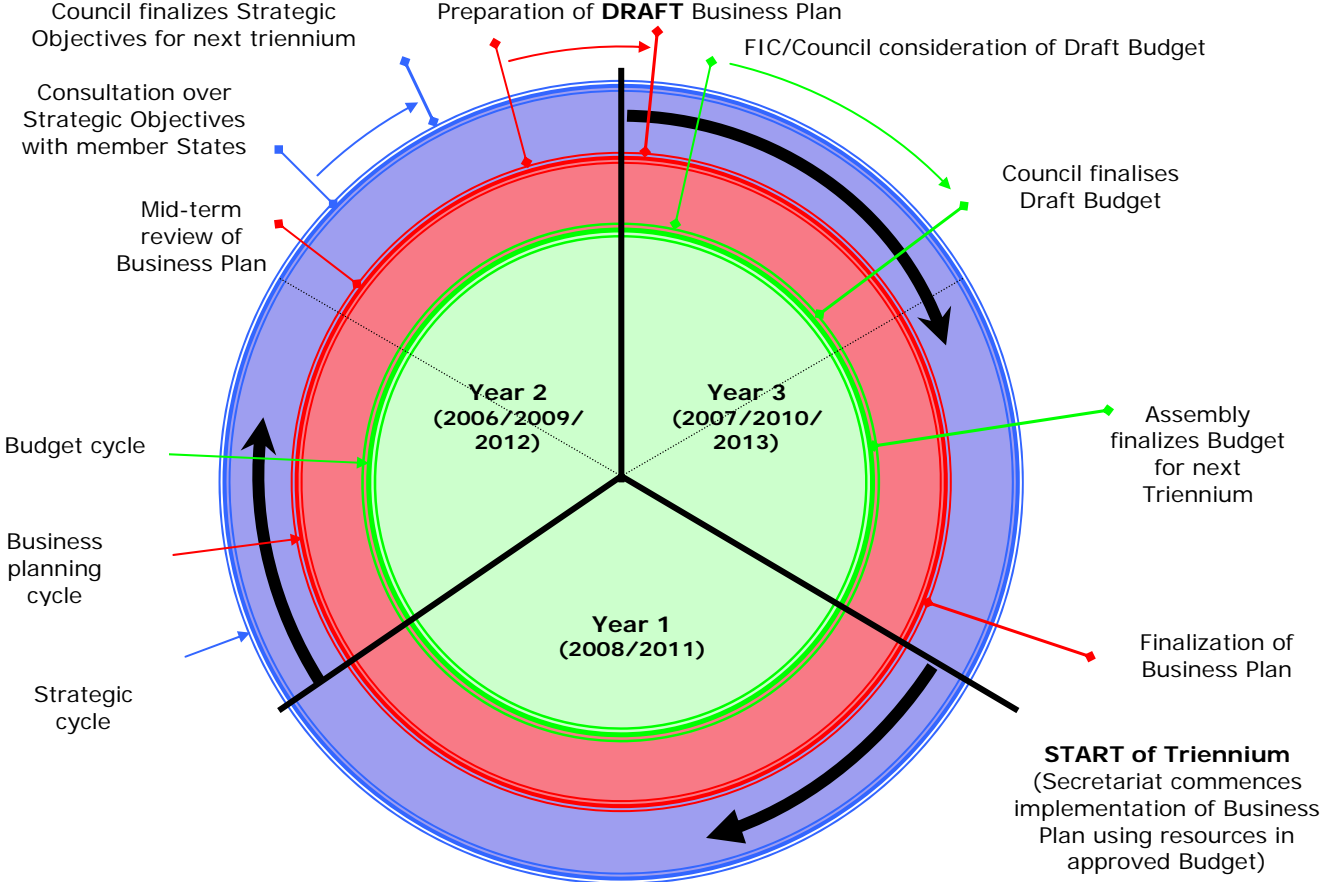 Council finalizes Strategic
Objectives for next triennium
Preparation of DRAFT Business Plan
FIC/Council consideration of Draft Budget
Consultation over
Strategic Objectives
with member States
Council finalises
Draft Budget
Mid-term
review of
Business Plan
Year 2
(2006/2009/
2012)
Year 3
(2007/2010/
2013)
Assembly
finalizes Budget
for next
Triennium
Budget cycle
Business
planning
cycle
Year 1
(2008/2011)
Finalization of
Business Plan
Strategic
cycle
START of Triennium
(Secretariat commences
implementation of Business
Plan using resources in
approved Budget)